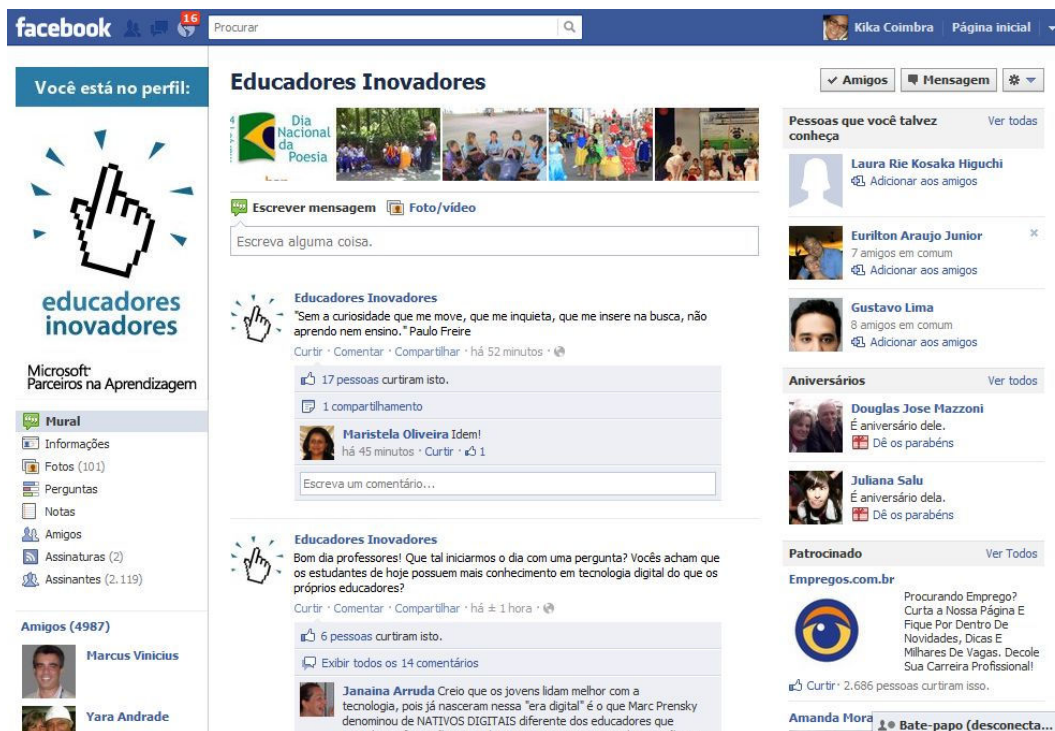 facebook
16
Procurar
Kika Coimbra
Página inicial
Você está no perfil:
educadores
inovadores
Microsoft®
Parceiros na Aprendizagem
Mural
Informações
Fotos (101)
Perguntas
Notas
Amigos
Assinaturas (2)
Assinantes (2.119)
Amigos (4987)
Marcus Vinicius
Yara Andrade
Educadores Inovadores
Amigos
Mensagem
Dia
Nacional
da
Poesia
Escrever mensagem
Foto/vídeo
Escreva alguma coisa.
Educadores Inovadores
"Sem a curiosidade que me move, que me inquieta, que me insere na busca, não
aprendo nem ensino." Paulo Freire
Curtir · Comentar · Compartilhar · há 52 minutos ·
17 pessoas curtiram isto.
1 compartilhamento
Maristela Oliveira Idem!
há 45 minutos · Curtir · 1
Escreva um comentário...
Educadores Inovadores
Bom dia professores! Que tal iniciarmos o dia com uma pergunta? Vocês acham que
os estudantes de hoje possuem mais conhecimento em tecnologia digital do que os
próprios educadores?
Curtir · Comentar · Compartilhar · há ± 1 hora ·
6 pessoas curtiram isto.
Exibir todos os 14 comentários
Janaina Arruda Creio que os jovens lidam melhor com a
tecnologia, pois já nasceram nessa "era digital" é o que Marc Prensky
denominou de NATIVOS DIGITAIS diferente dos educadores que
Pessoas que você talvez
conheça
Ver todas
Laura Rie Kosaka Higuchi
Adicionar aos amigos
Eurilton Araujo Junior
7 amigos em comum
Adicionar aos amigos
Gustavo Lima
8 amigos em comum
Adicionar aos amigos
Aniversários
Ver todos
Douglas Jose Mazzoni
É aniversário dele.
Dê os parabéns
Juliana Salu
É aniversário dela.
Dê os parabéns
Patrocinado
Ver Todos
Empregos.com.br
Procurando Emprego?
Curta a Nossa Página E
Fique Por Dentro De
Novidades, Dicas E
Milhares De Vagas. Decole
Sua Carreira Profissional!
Curtir · 2.686 pessoas curtiram isso.
Amanda Mora
Bate-papo (desconecta...